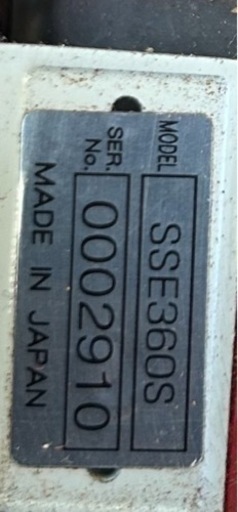 MODEL SSE360S
SER. No. 0002910
MADE IN JAPAN